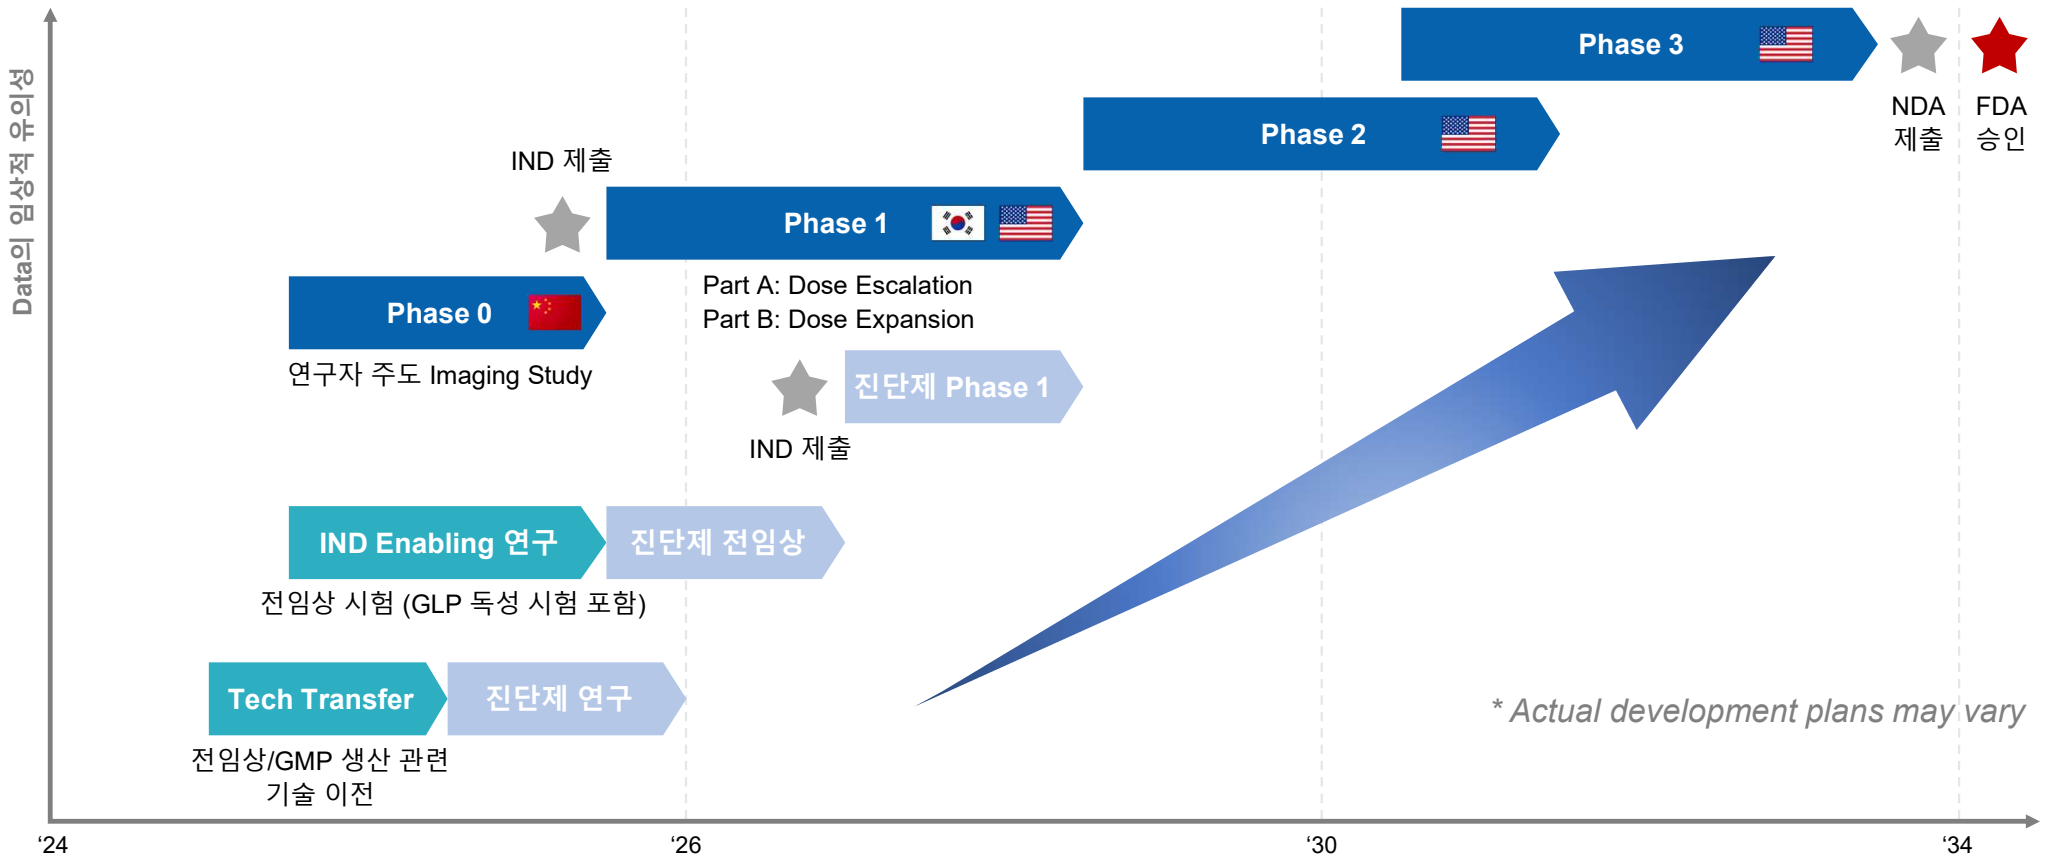 Data의 임상적 유의성
Phase 3
NDA
제출
FDA
승인
Phase 2
IND 제출
Phase 1
Part A: Dose Escalation
Part B: Dose Expansion
Phase 0
연구자 주도 Imaging Study
진단제 Phase 1
IND 제출
IND Enabling 연구
진단제 전임상
전임상 시험 (GLP 독성 시험 포함)
Tech Transfer
진단제 연구
전임상/GMP 생산 관련
기술 이전
* Actual development plans may vary
‘24
‘26
‘30
‘34